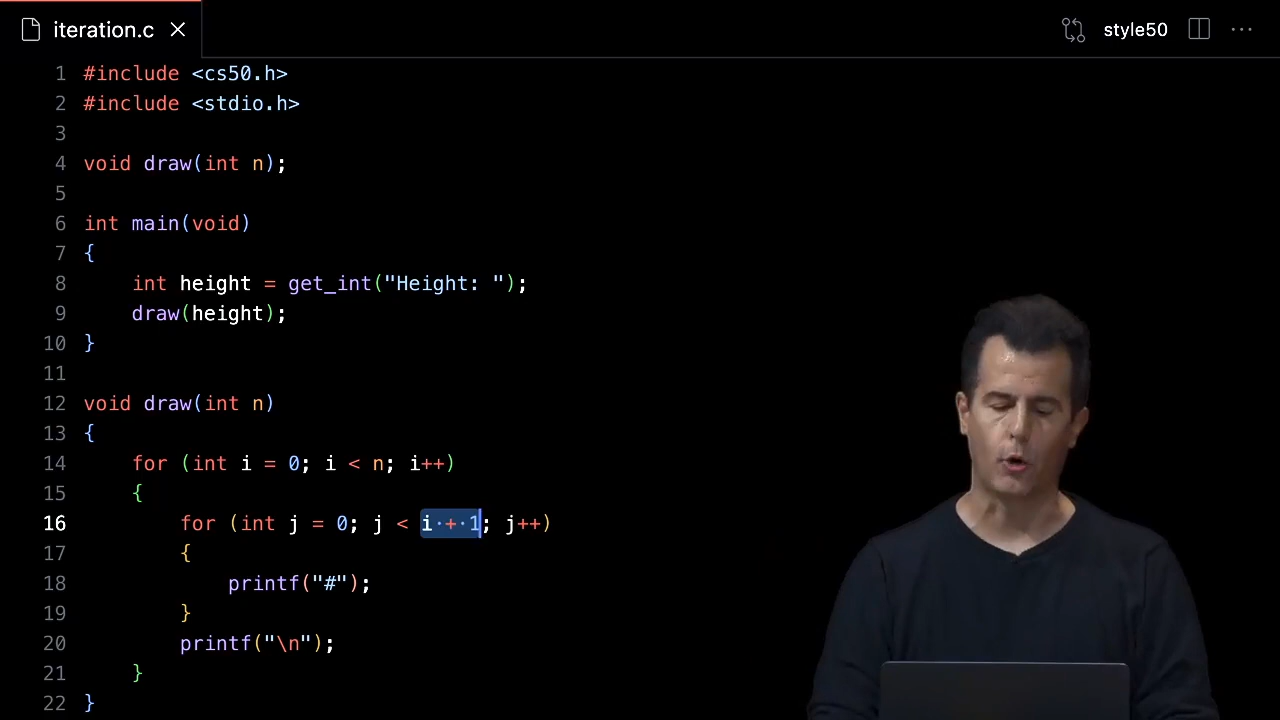 iteration.c
style50
1 #include <cs50.h>
2 #include <stdio.h>
3
4 void draw(int n);
5
6 int main(void)
7 {
8     int height = get_int("Height: ");
9     draw(height);
10 }
11
12 void draw(int n)
13 {
14     for (int i = 0; i < n; i++)
15     {
16         for (int j = 0; j < i + 1; j++)
17         {
18             printf("#");
19         }
20         printf("\n");
21     }
22 }